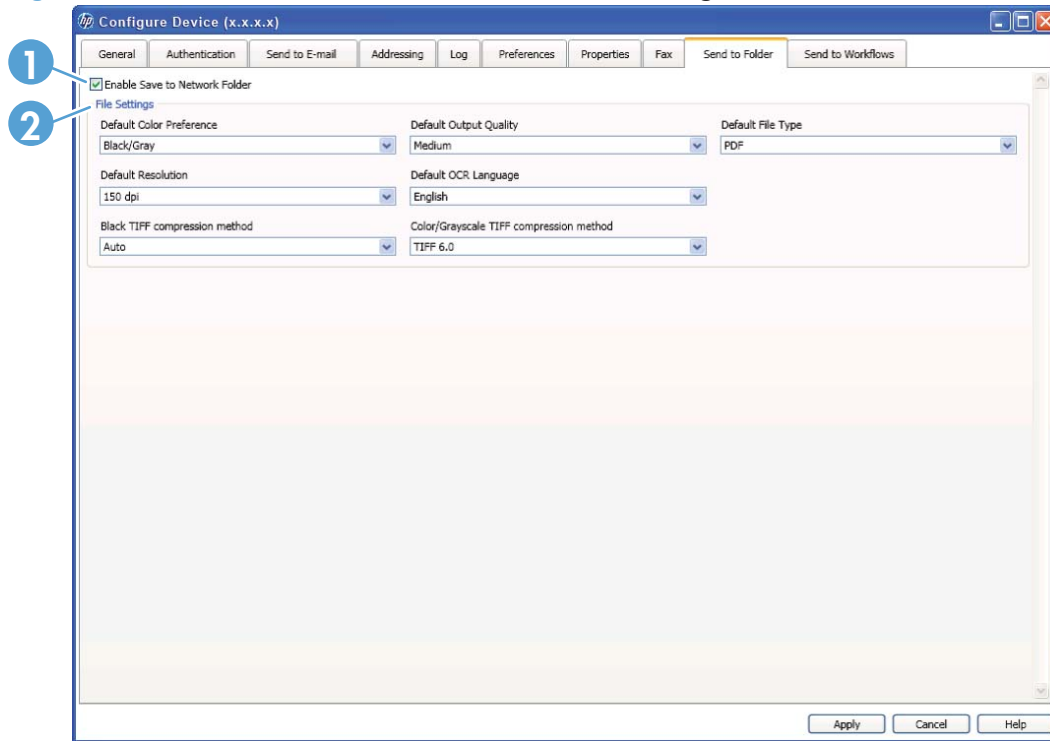 hp Configure Device (x.x.x.x)
General Authentication Send to E-mail Addressing Log Preferences Properties Fax Send to Folder Send to Workflows
1
Enable Save to Network Folder
2
File Settings
Default Color Preference Default Output Quality Default File Type
Black/Gray Medium PDF
Default Resolution Default OCR Language
150 dpi English
Black TIFF compression method Color/Grayscale TIFF compression method
Auto TIFF 6.0
Apply Cancel Help